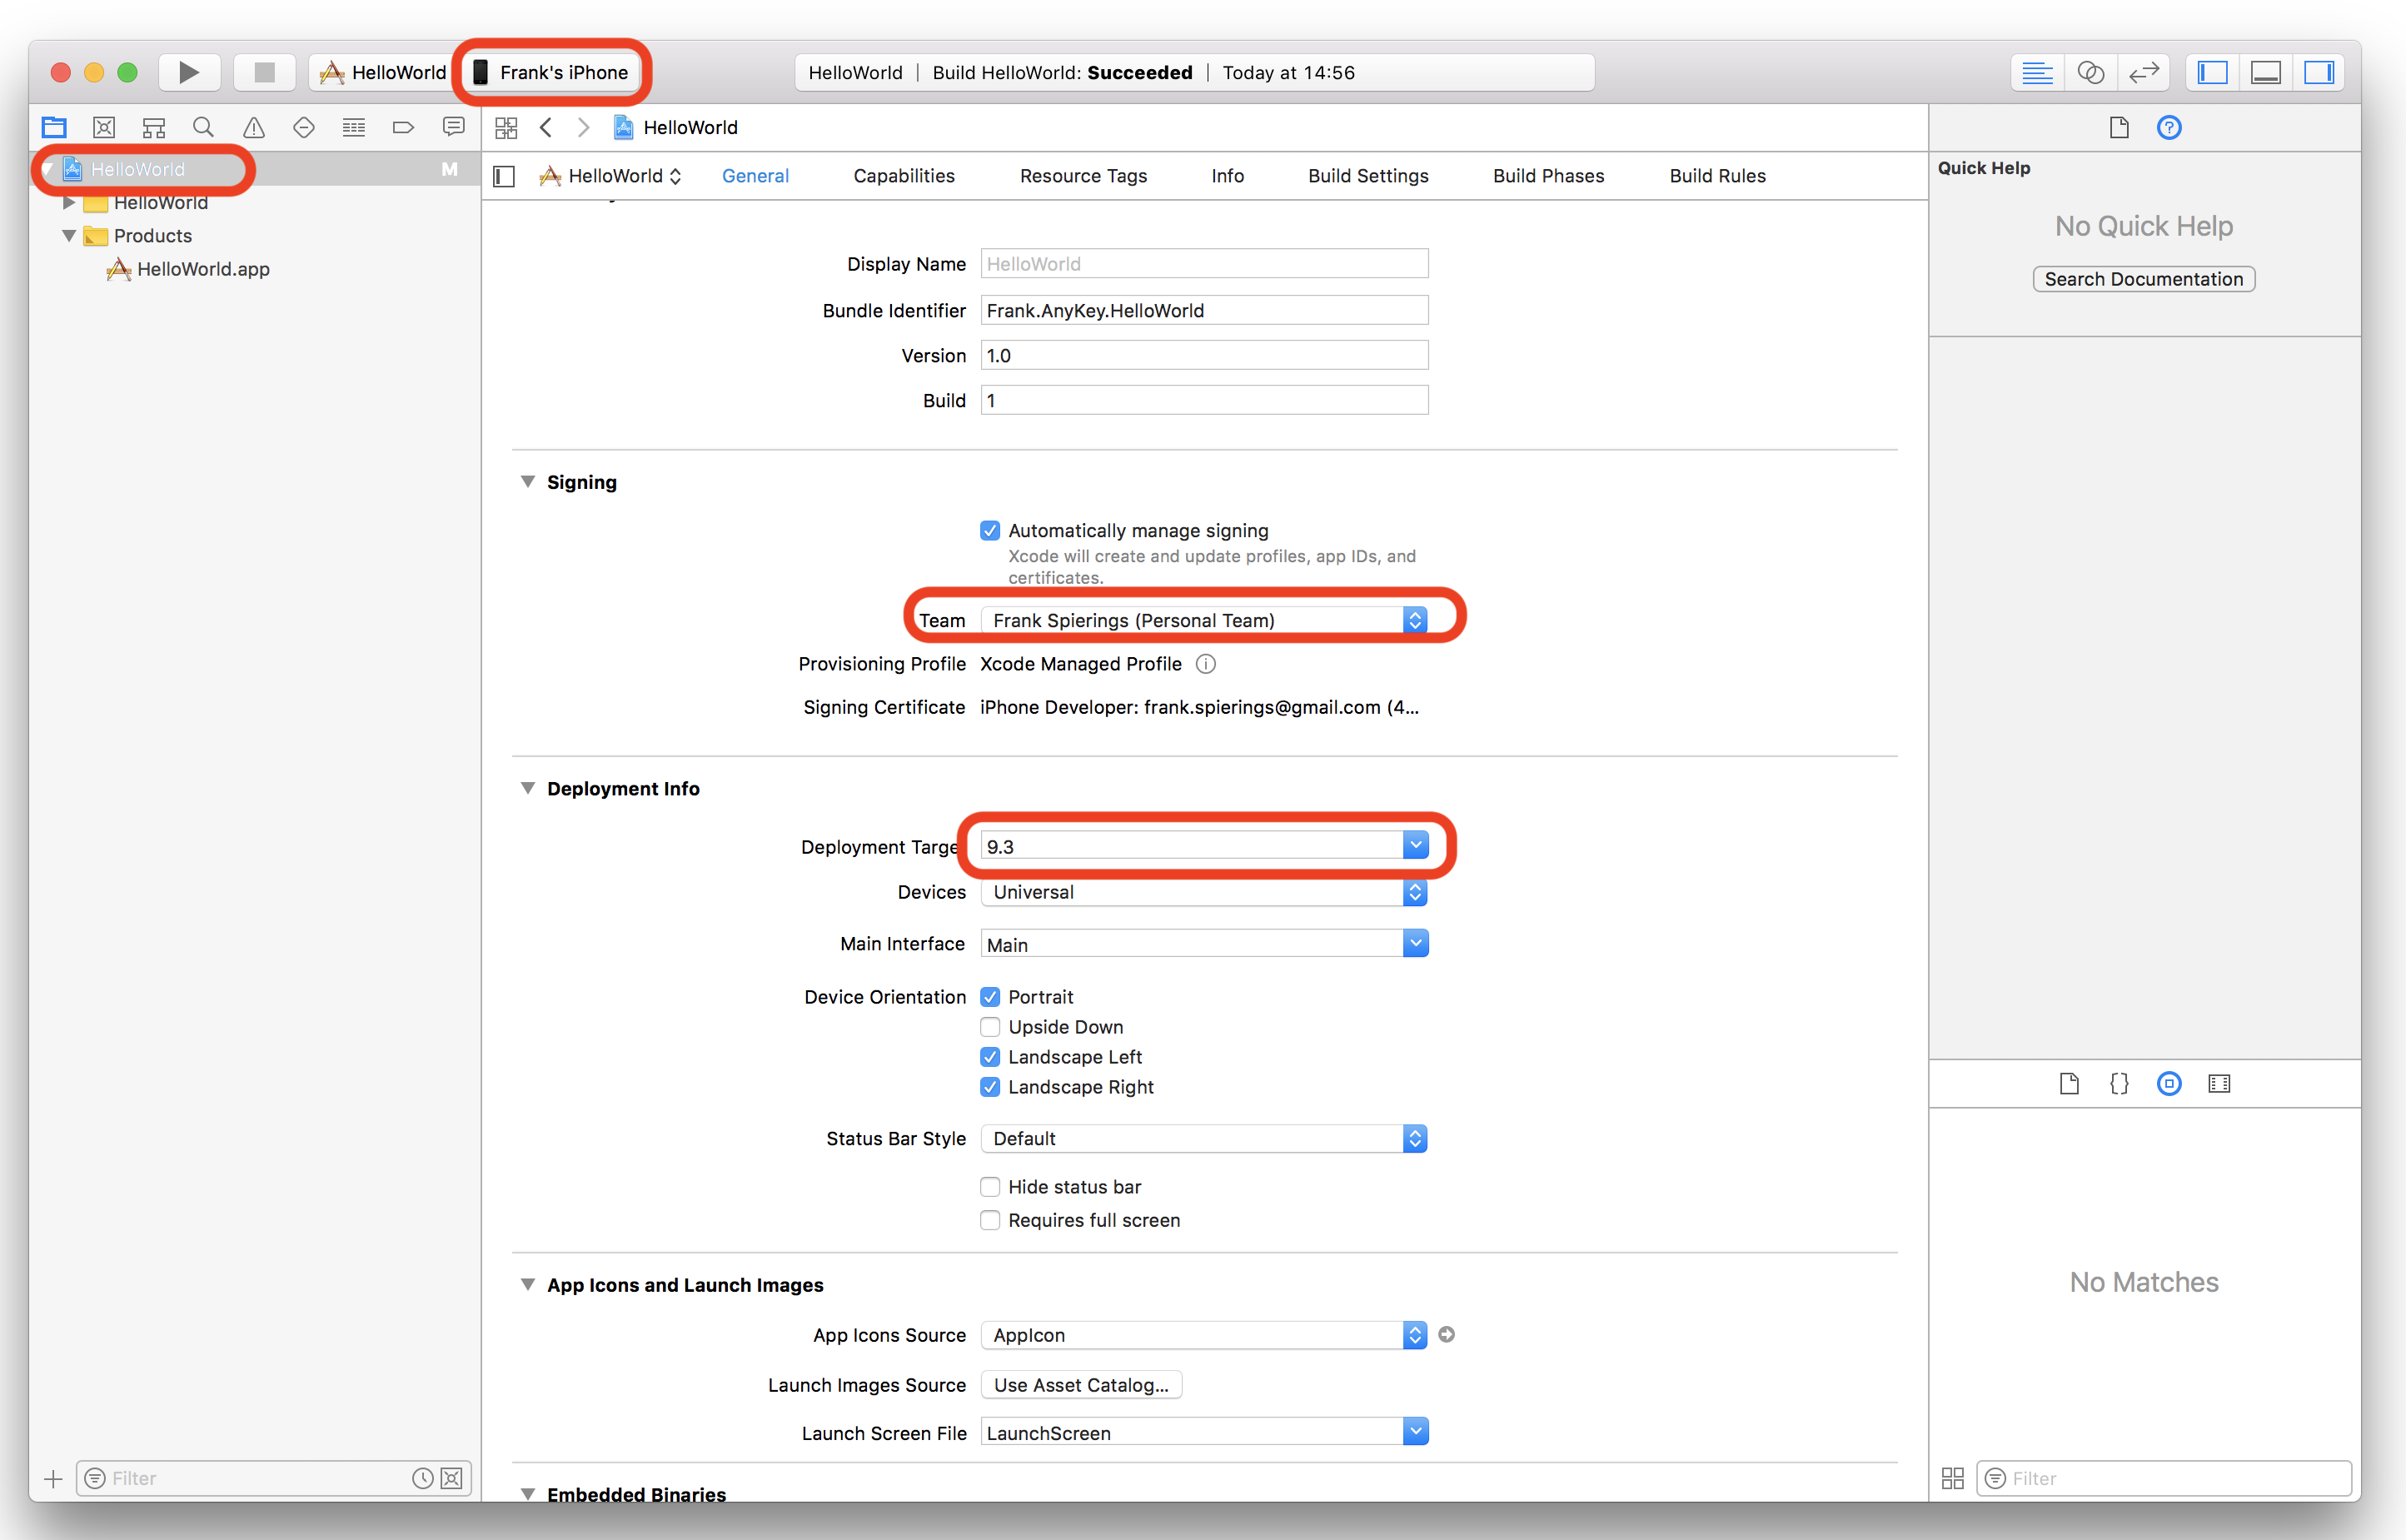 HelloWorld
Frank's iPhone
HelloWorld | Build HelloWorld: Succeeded | Today at 14:56
HelloWorld
HelloWorld M
HelloWorld
Products
HelloWorld.app
HelloWorld General Capabilities Resource Tags Info Build Settings Build Phases Build Rules
Display Name HelloWorld
Bundle Identifier Frank.AnyKey.HelloWorld
Version 1.0
Build 1
Signing
Automatically manage signing
Xcode will create and update profiles, app IDs, and
certificates.
Team Frank Spierings (Personal Team)
Provisioning Profile Xcode Managed Profile
Signing Certificate iPhone Developer: frank.spierings@gmail.com (4...
Deployment Info
Deployment Targe 9.3
Devices Universal
Main Interface Main
Device Orientation Portrait
Upside Down
Landscape Left
Landscape Right
Status Bar Style Default
Hide status bar
Requires full screen
App Icons and Launch Images
App Icons Source AppIcon
Launch Images Source Use Asset Catalog...
Launch Screen File LaunchScreen
Embedded Binaries
Filter
Quick Help
No Quick Help
Search Documentation
No Matches
Filter